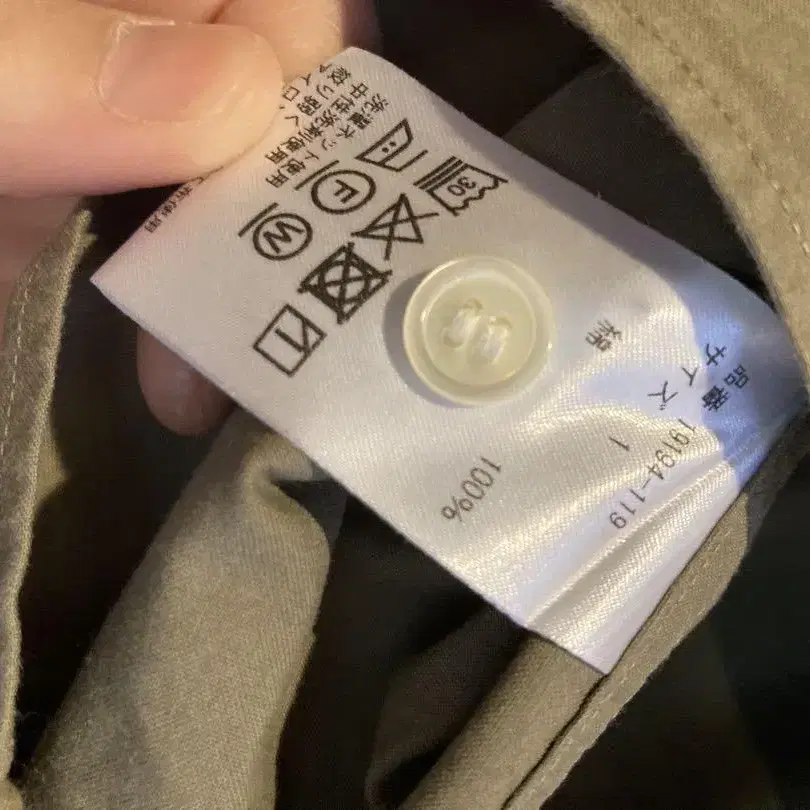 品番 19194-119
サイズ 1
綿 100%
30
F
W
洗濯ネット使用
中性洗剤使用
絞り弱く